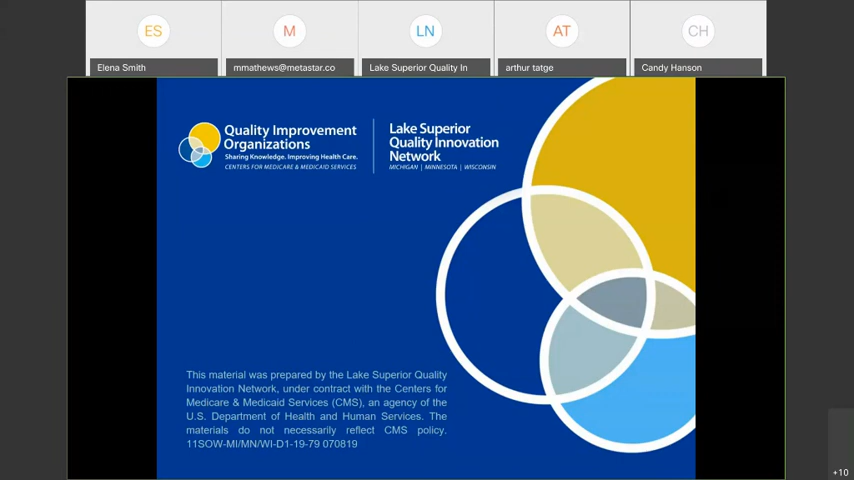 ES
M
LN
AT
CH
Elena Smith
mmathews@metastar.co
Lake Superior Quality In
arthur tatge
Candy Hanson
Quality Improvement
Organizations
Sharing Knowledge. Improving Health Care.
CENTERS FOR MEDICARE & MEDICAID SERVICES
Lake Superior
Quality Innovation
Network
MICHIGAN | MINNESOTA | WISCONSIN
This material was prepared by the Lake Superior Quality
Innovation Network, under contract with the Centers for
Medicare & Medicaid Services (CMS), an agency of the
U.S. Department of Health and Human Services. The
materials do not necessarily reflect CMS policy.
11SOW-MI/MN/WI-D1-19-79 070819
+10